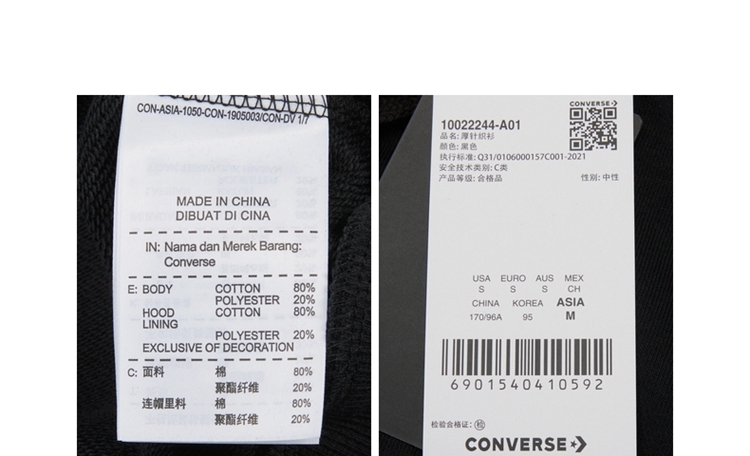 CON-ASIA-1050-CON-1905003/CON-DV 1/7
MADE IN CHINA
DIBUAT DI CINA
IN: Nama dan Merek Barang:
Converse
E: BODY COTTON 80%
POLYESTER 20%
HOOD COTTON 80%
LINING
POLYESTER 20%
EXCLUSIVE OF DECORATION
C: 面料 棉 80%
聚酯纤维 20%
连帽里料 棉 80%
聚酯纤维 20%
CONVERSE
10022244-A01
品名: 厚针织衫
颜色: 黑色
执行标准: Q31/0106000157C001-2021
安全技术类别: C类
产品等级: 合格品 性别: 中性
USA EURO AUS MEX
S S S CH
CHINA KOREA ASIA
170/96A 95 M
6901540410592
检验合格证: 检
CONVERSE